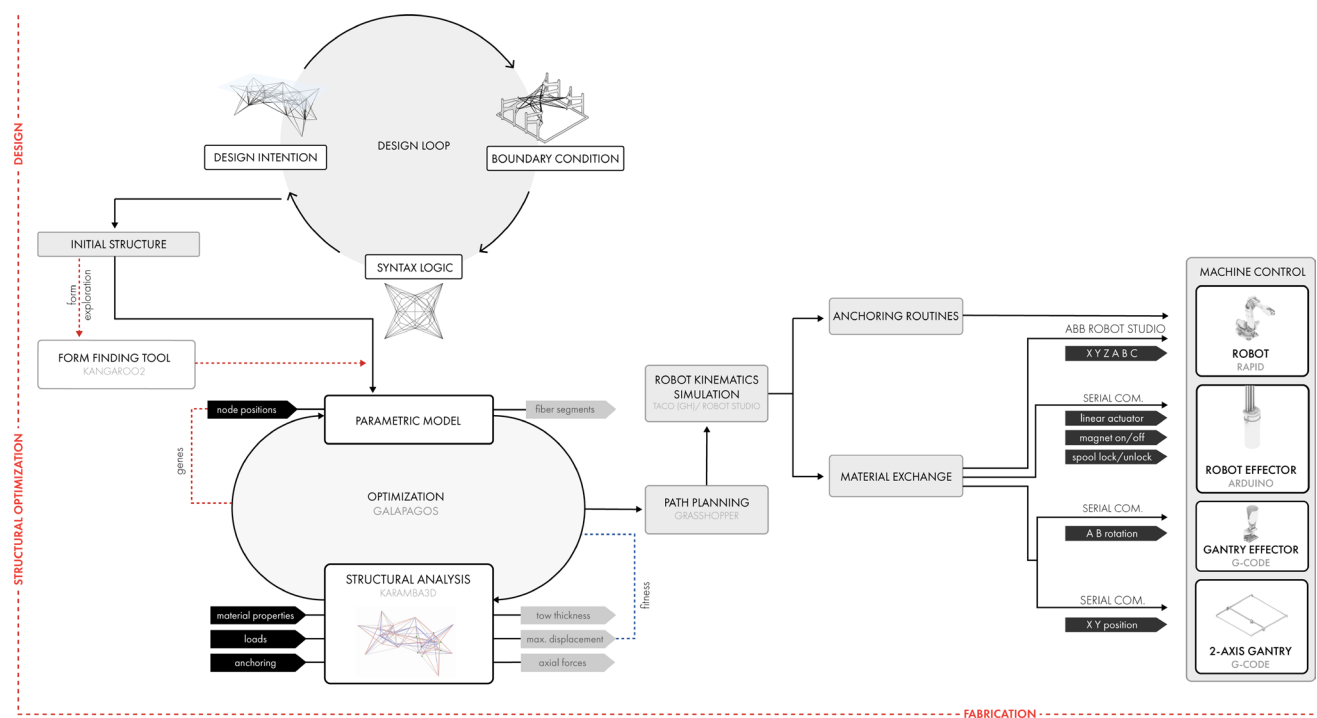 DESIGN
STRUCTURAL OPTIMIZATION
FABRICATION
DESIGN LOOP
DESIGN INTENTION
BOUNDARY CONDITION
SYNTAX LOGIC
INITIAL STRUCTURE
form
exploration
FORM FINDING TOOL
KANGAROO2
node positions
PARAMETRIC MODEL
fiber segments
genes
OPTIMIZATION
GALAPAGOS
fitness
STRUCTURAL ANALYSIS
KARAMBA3D
material properties
loads
anchoring
tow thickness
max. displacement
axial forces
PATH PLANNING
GRASSHOPPER
ROBOT KINEMATICS
SIMULATION
TACO (GH)/ ROBOT STUDIO
ANCHORING ROUTINES
MATERIAL EXCHANGE
ABB ROBOT STUDIO
X Y Z A B C
SERIAL COM.
linear actuator
magnet on/off
spool lock/unlock
SERIAL COM.
A B rotation
SERIAL COM.
X Y position
MACHINE CONTROL
ROBOT
RAPID
ROBOT EFFECTOR
ARDUINO
GANTRY EFFECTOR
G-CODE
2-AXIS GANTRY
G-CODE